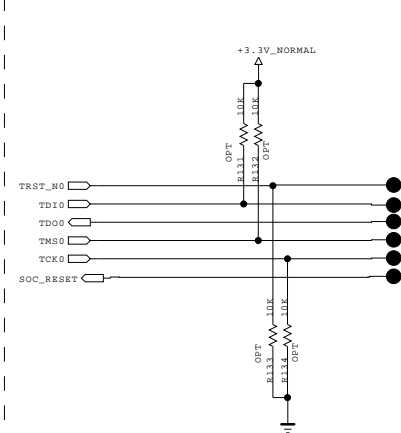 +3.3V_NORMAL
10K
10K
OPT
OPT
R131
R132
TRST_N0
TDI0
TDO0
TMS0
TCK0
SOC_RESET
10K
10K
OPT
OPT
R133
R134